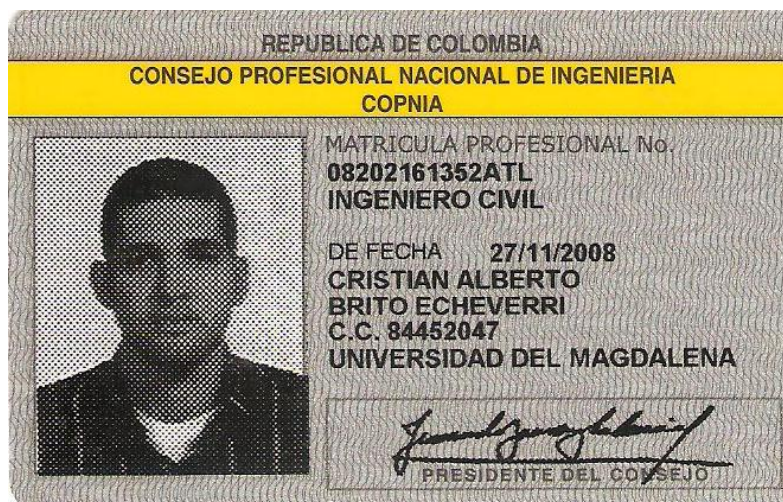 REPUBLICA DE COLOMBIA
CONSEJO PROFESIONAL NACIONAL DE INGENIERIA
COPNIA
MATRICULA PROFESIONAL No.
08202161352ATL
INGENIERO CIVIL
DE FECHA 27/11/2008
CRISTIAN ALBERTO
BRITO ECHEVERRI
C.C. 84452047
UNIVERSIDAD DEL MAGDALENA
PRESIDENTE DEL CONSEJO